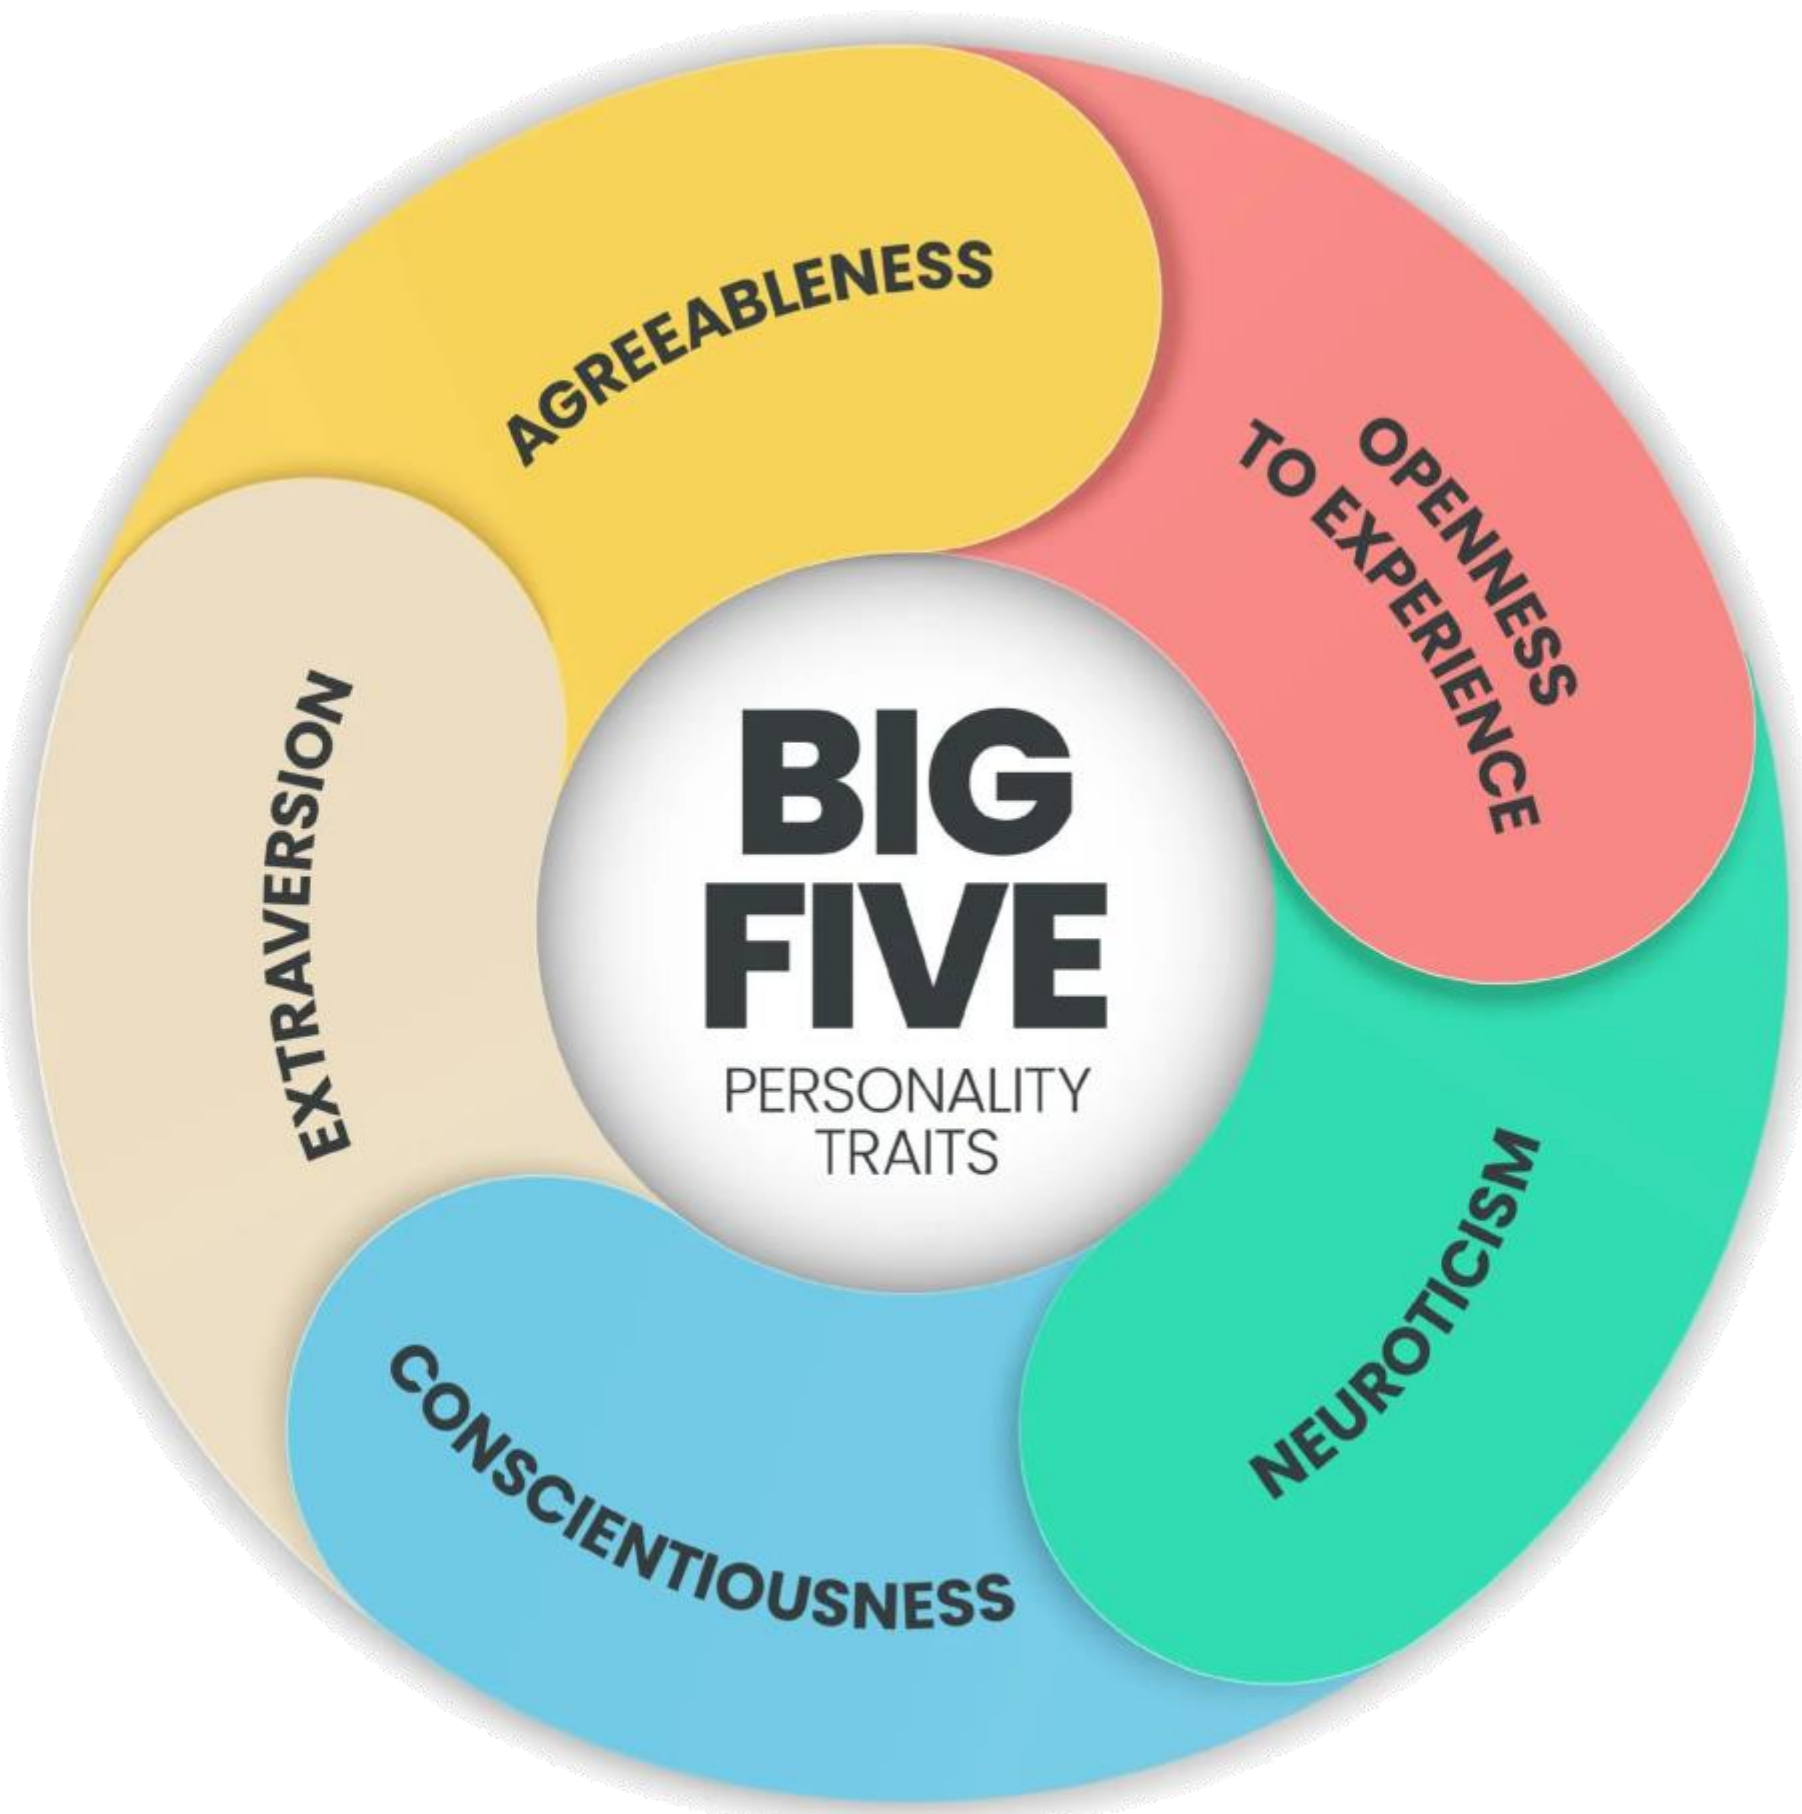 BIG
FIVE
PERSONALITY
TRAITS
AGREEABLENESS
OPENNESS
TO EXPERIENCE
NEUROTICISM
CONSCIENTIOUSNESS
EXTRAVERSION